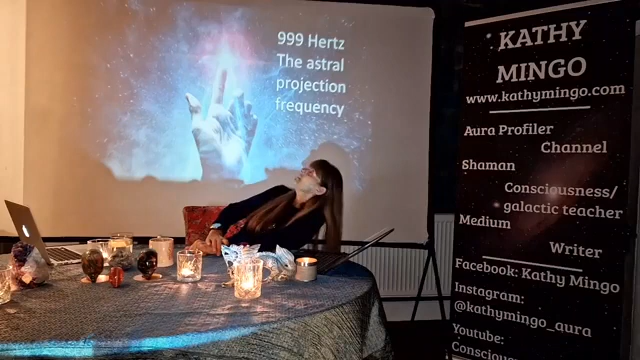 999 Hertz
The astral
projection
frequency
KATHY
MINGO
www.kathymingo.com
Aura Profiler
Channel
Shaman
Consciousness/
galactic teacher
Medium
Writer
Facebook: Kathy Mingo
Instagram:
@kathymingo_aura
Youtube: